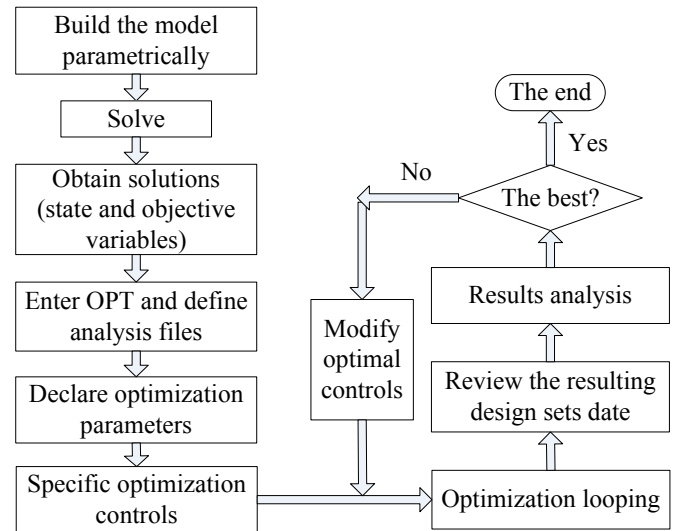 Build the model
parametrically
Solve
Obtain solutions
(state and objective
variables)
Enter OPT and define
analysis files
Declare optimization
parameters
Specific optimization
controls
Optimization looping
Review the resulting
design sets date
Results analysis
The best?
No
Modify
optimal
controls
Yes
The end